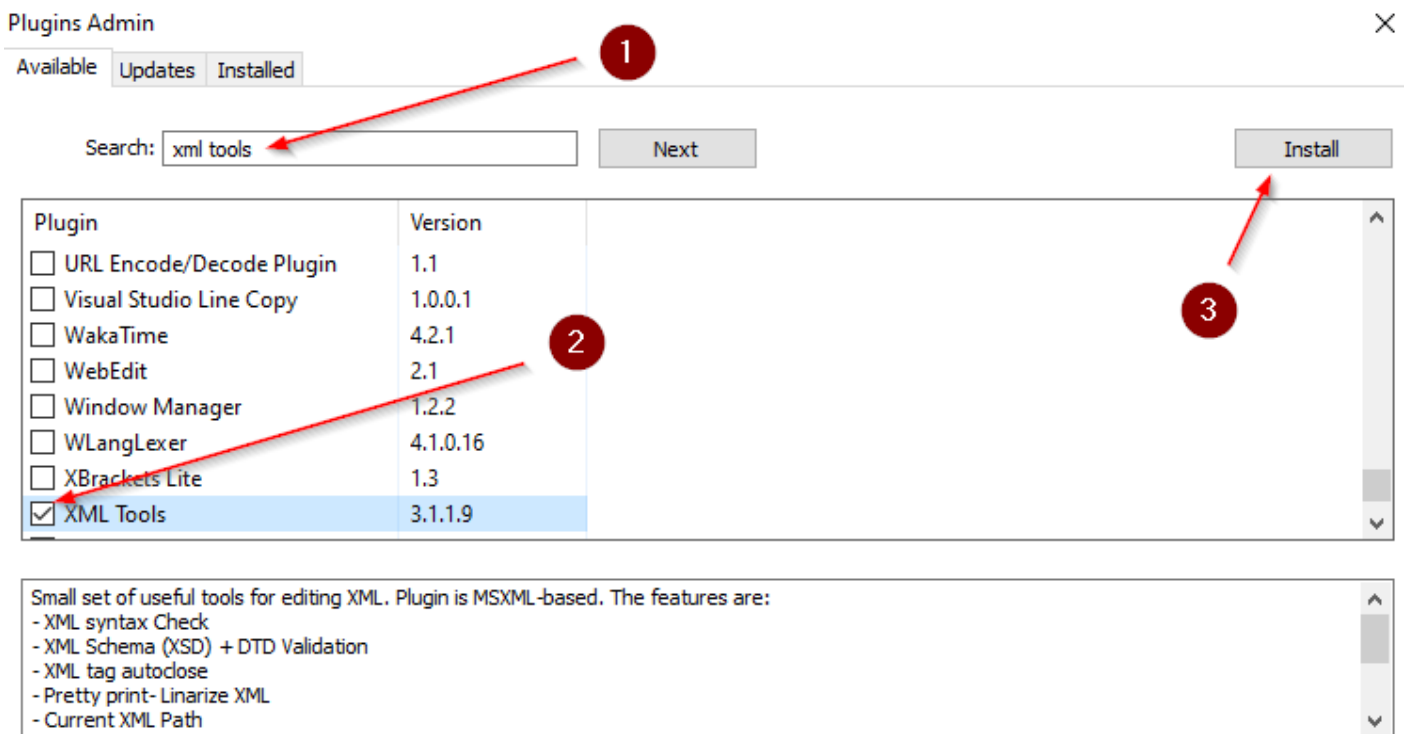 Plugins Admin
1
Available Updates Installed
Search: xml tools Next Install
Plugin Version
URL Encode/Decode Plugin 1.1
Visual Studio Line Copy 1.0.0.1
3
WakaTime 4.2.1
2
WebEdit 2.1
Window Manager 1.2.2
WLangLexer 4.1.0.16
XBrackets Lite 1.3
XML Tools 3.1.1.9
Small set of useful tools for editing XML. Plugin is MSXML-based. The features are:
- XML syntax Check
- XML Schema (XSD) + DTD Validation
- XML tag autoclose
- Pretty print- Linarize XML
- Current XML Path